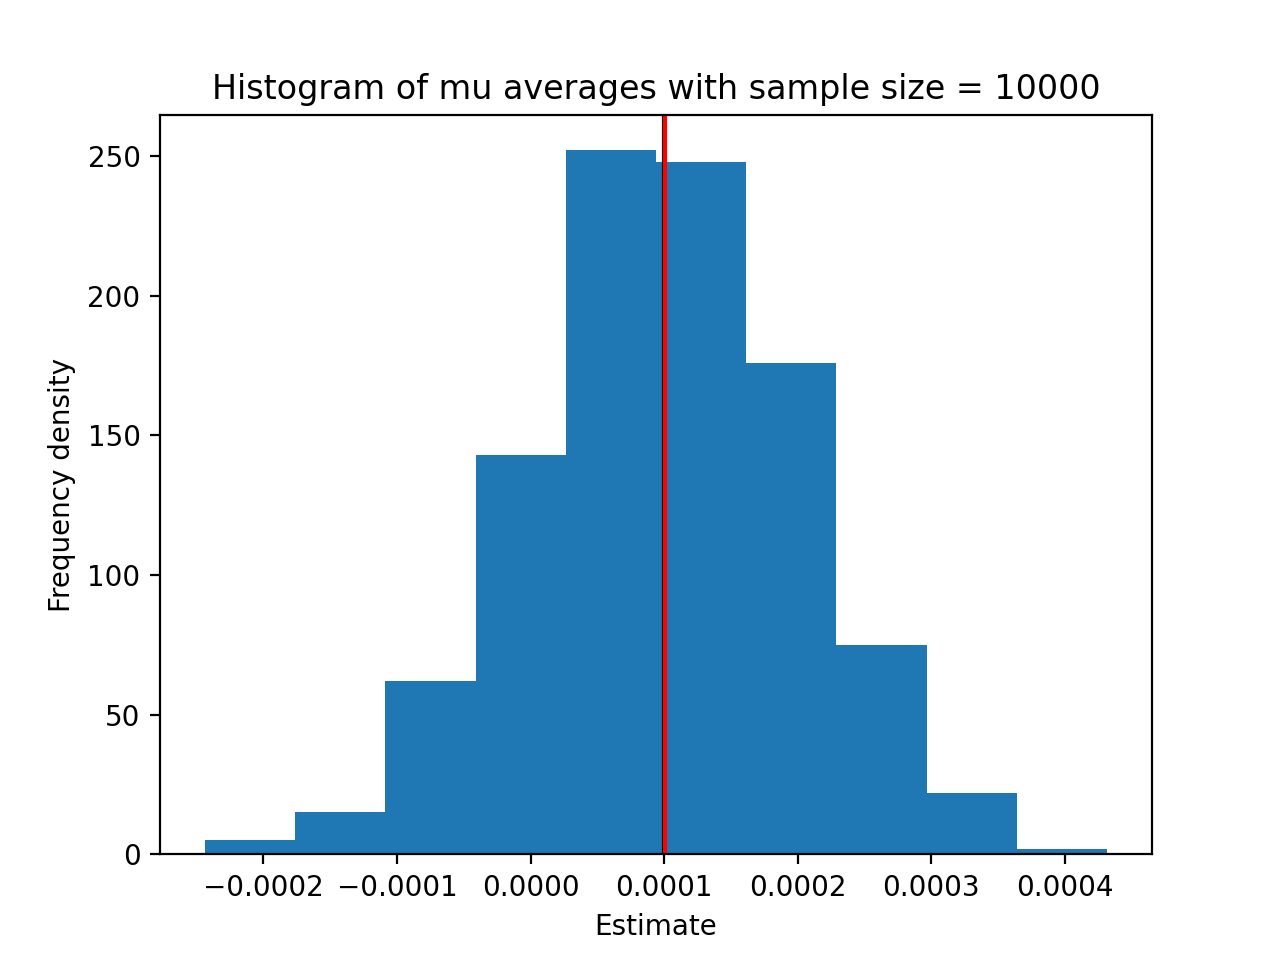 Histogram of mu averages with sample size = 10000
250
200
150
100
50
0
Frequency density
−0.0002 −0.0001 0.0000 0.0001 0.0002 0.0003 0.0004
Estimate